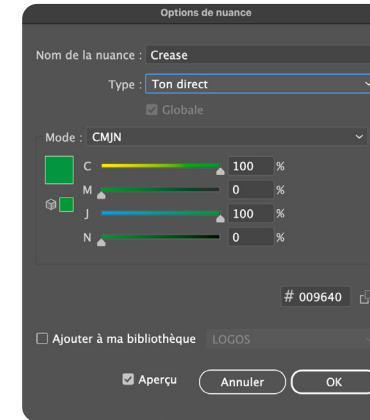 Options de nuance
Nom de la nuance : Crease
Type : Ton direct
Globale
Mode : CMJN
C 100 %
M 0 %
J 100 %
N 0 %
# 009640
Ajouter à ma bibliothèque LOGOS
Aperçu Annuler OK